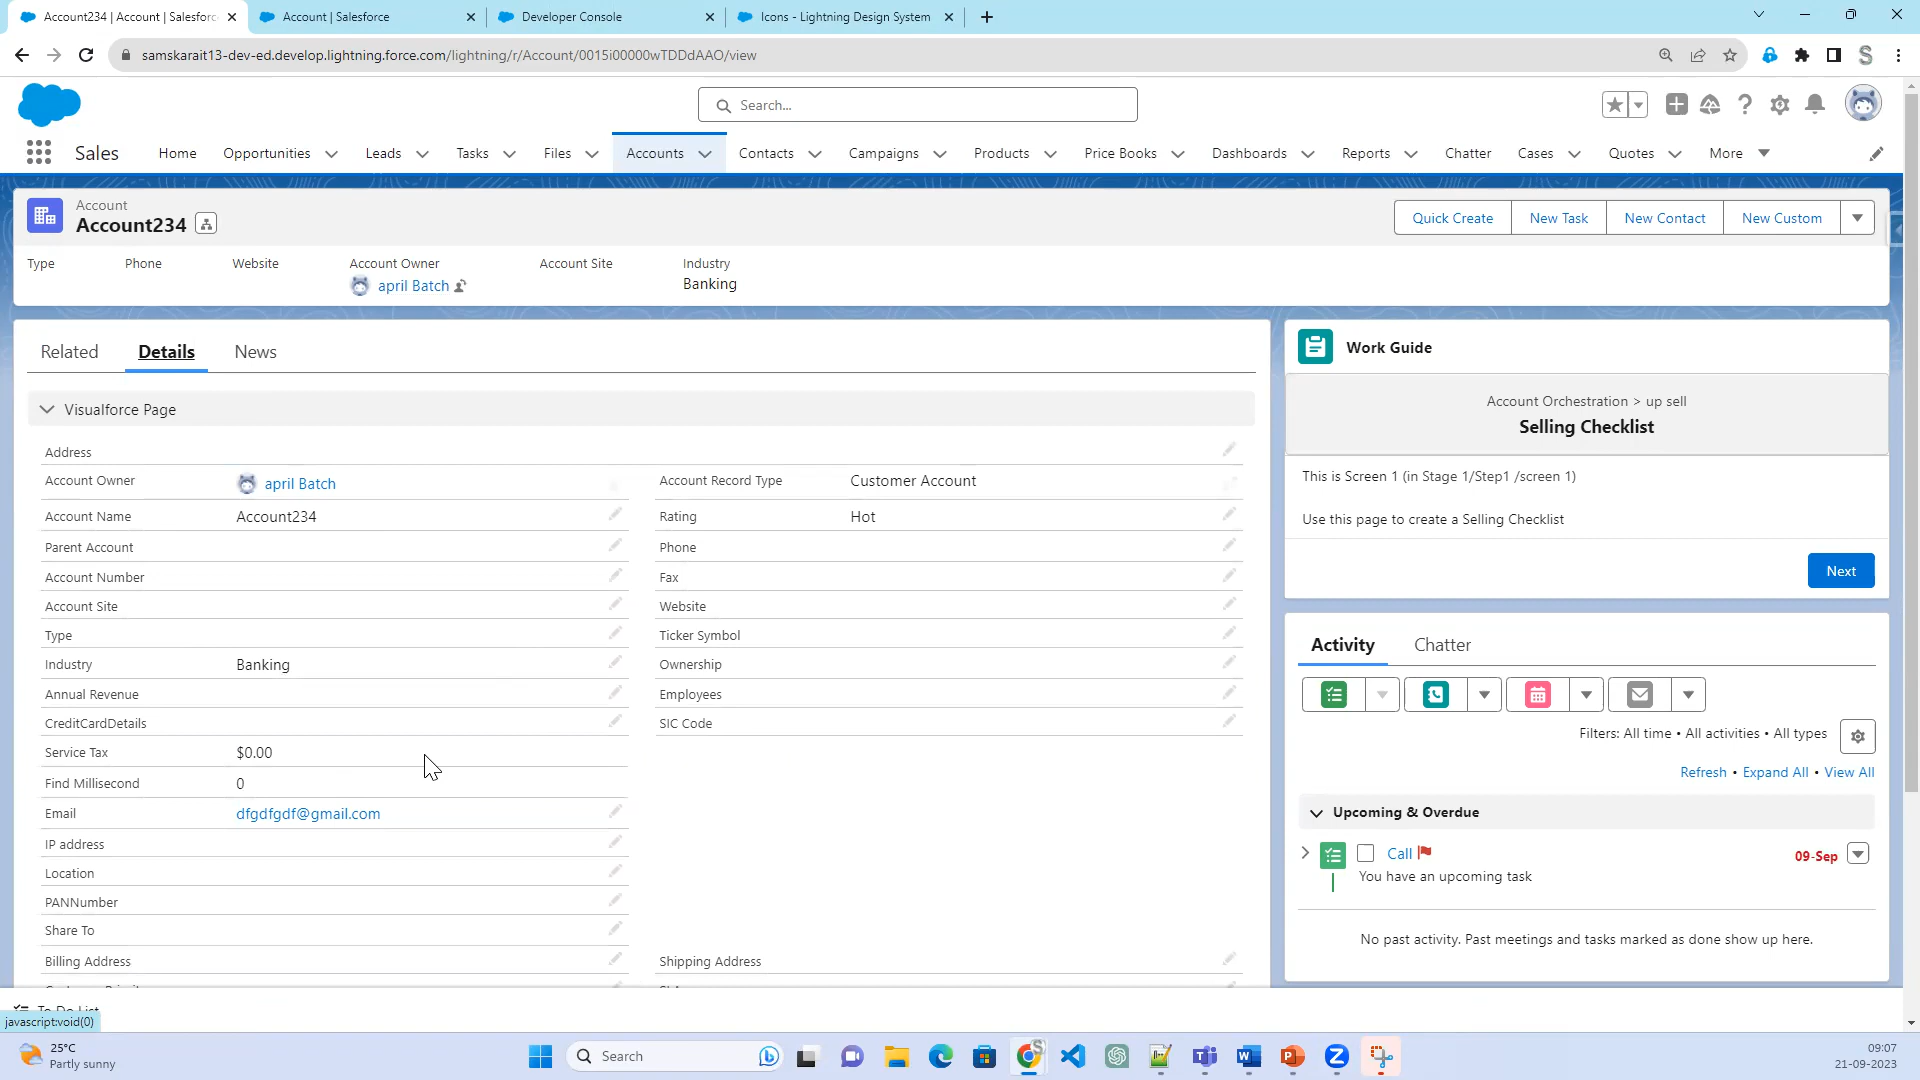 Account234 | Account | Salesforc
Account | Salesforce
Developer Console
Icons - Lightning Design System
samskarait13-dev-ed.develop.lightning.force.com/lightning/r/Account/0015i00000wTDDdAAO/view
Search...
Sales
Home
Opportunities
Leads
Tasks
Files
Accounts
Contacts
Campaigns
Products
Price Books
Dashboards
Reports
Chatter
Cases
Quotes
More
Account
Account234
Quick Create
New Task
New Contact
New Custom
Type
Phone
Website
Account Owner
Account Site
Industry
april Batch
Banking
Related
Details
News
Visualforce Page
Address
Account Owner
april Batch
Account Record Type
Customer Account
Account Name
Account234
Rating
Hot
Parent Account
Phone
Account Number
Fax
Account Site
Website
Type
Ticker Symbol
Industry
Banking
Ownership
Annual Revenue
Employees
CreditCardDetails
SIC Code
Service Tax
$0.00
Find Millisecond
0
Email
dfgdfgdf@gmail.com
IP address
Location
PANNumber
Share To
Billing Address
Shipping Address
Work Guide
Account Orchestration > up sell
Selling Checklist
This is Screen 1 (in Stage 1/Step1 /screen 1)
Use this page to create a Selling Checklist
Next
Activity
Chatter
Filters: All time • All activities • All types
Refresh • Expand All • View All
Upcoming & Overdue
Call
09-Sep
You have an upcoming task
No past activity. Past meetings and tasks marked as done show up here.
To Do List
javascript:void(0)
25°C
Partly sunny
Search
09:07
21-09-2023